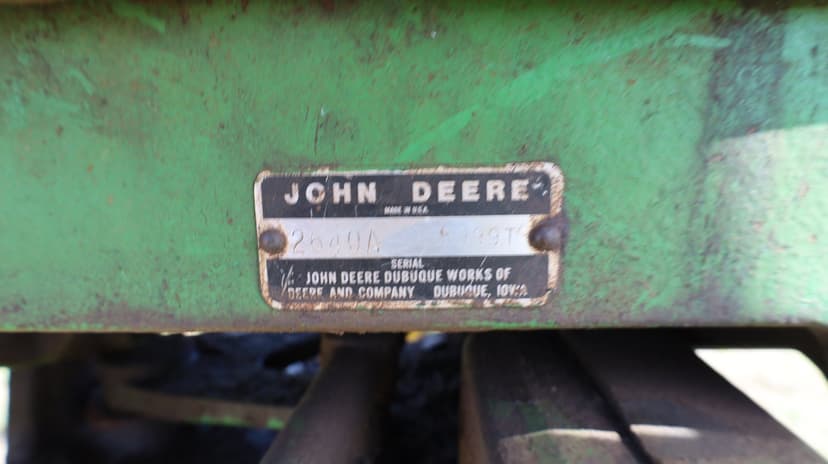 JOHN DEERE
MADE IN U.S.A.
SERIAL
JOHN DEERE DUBUQUE WORKS OF
DEERE AND COMPANY DUBUQUE, IOWA